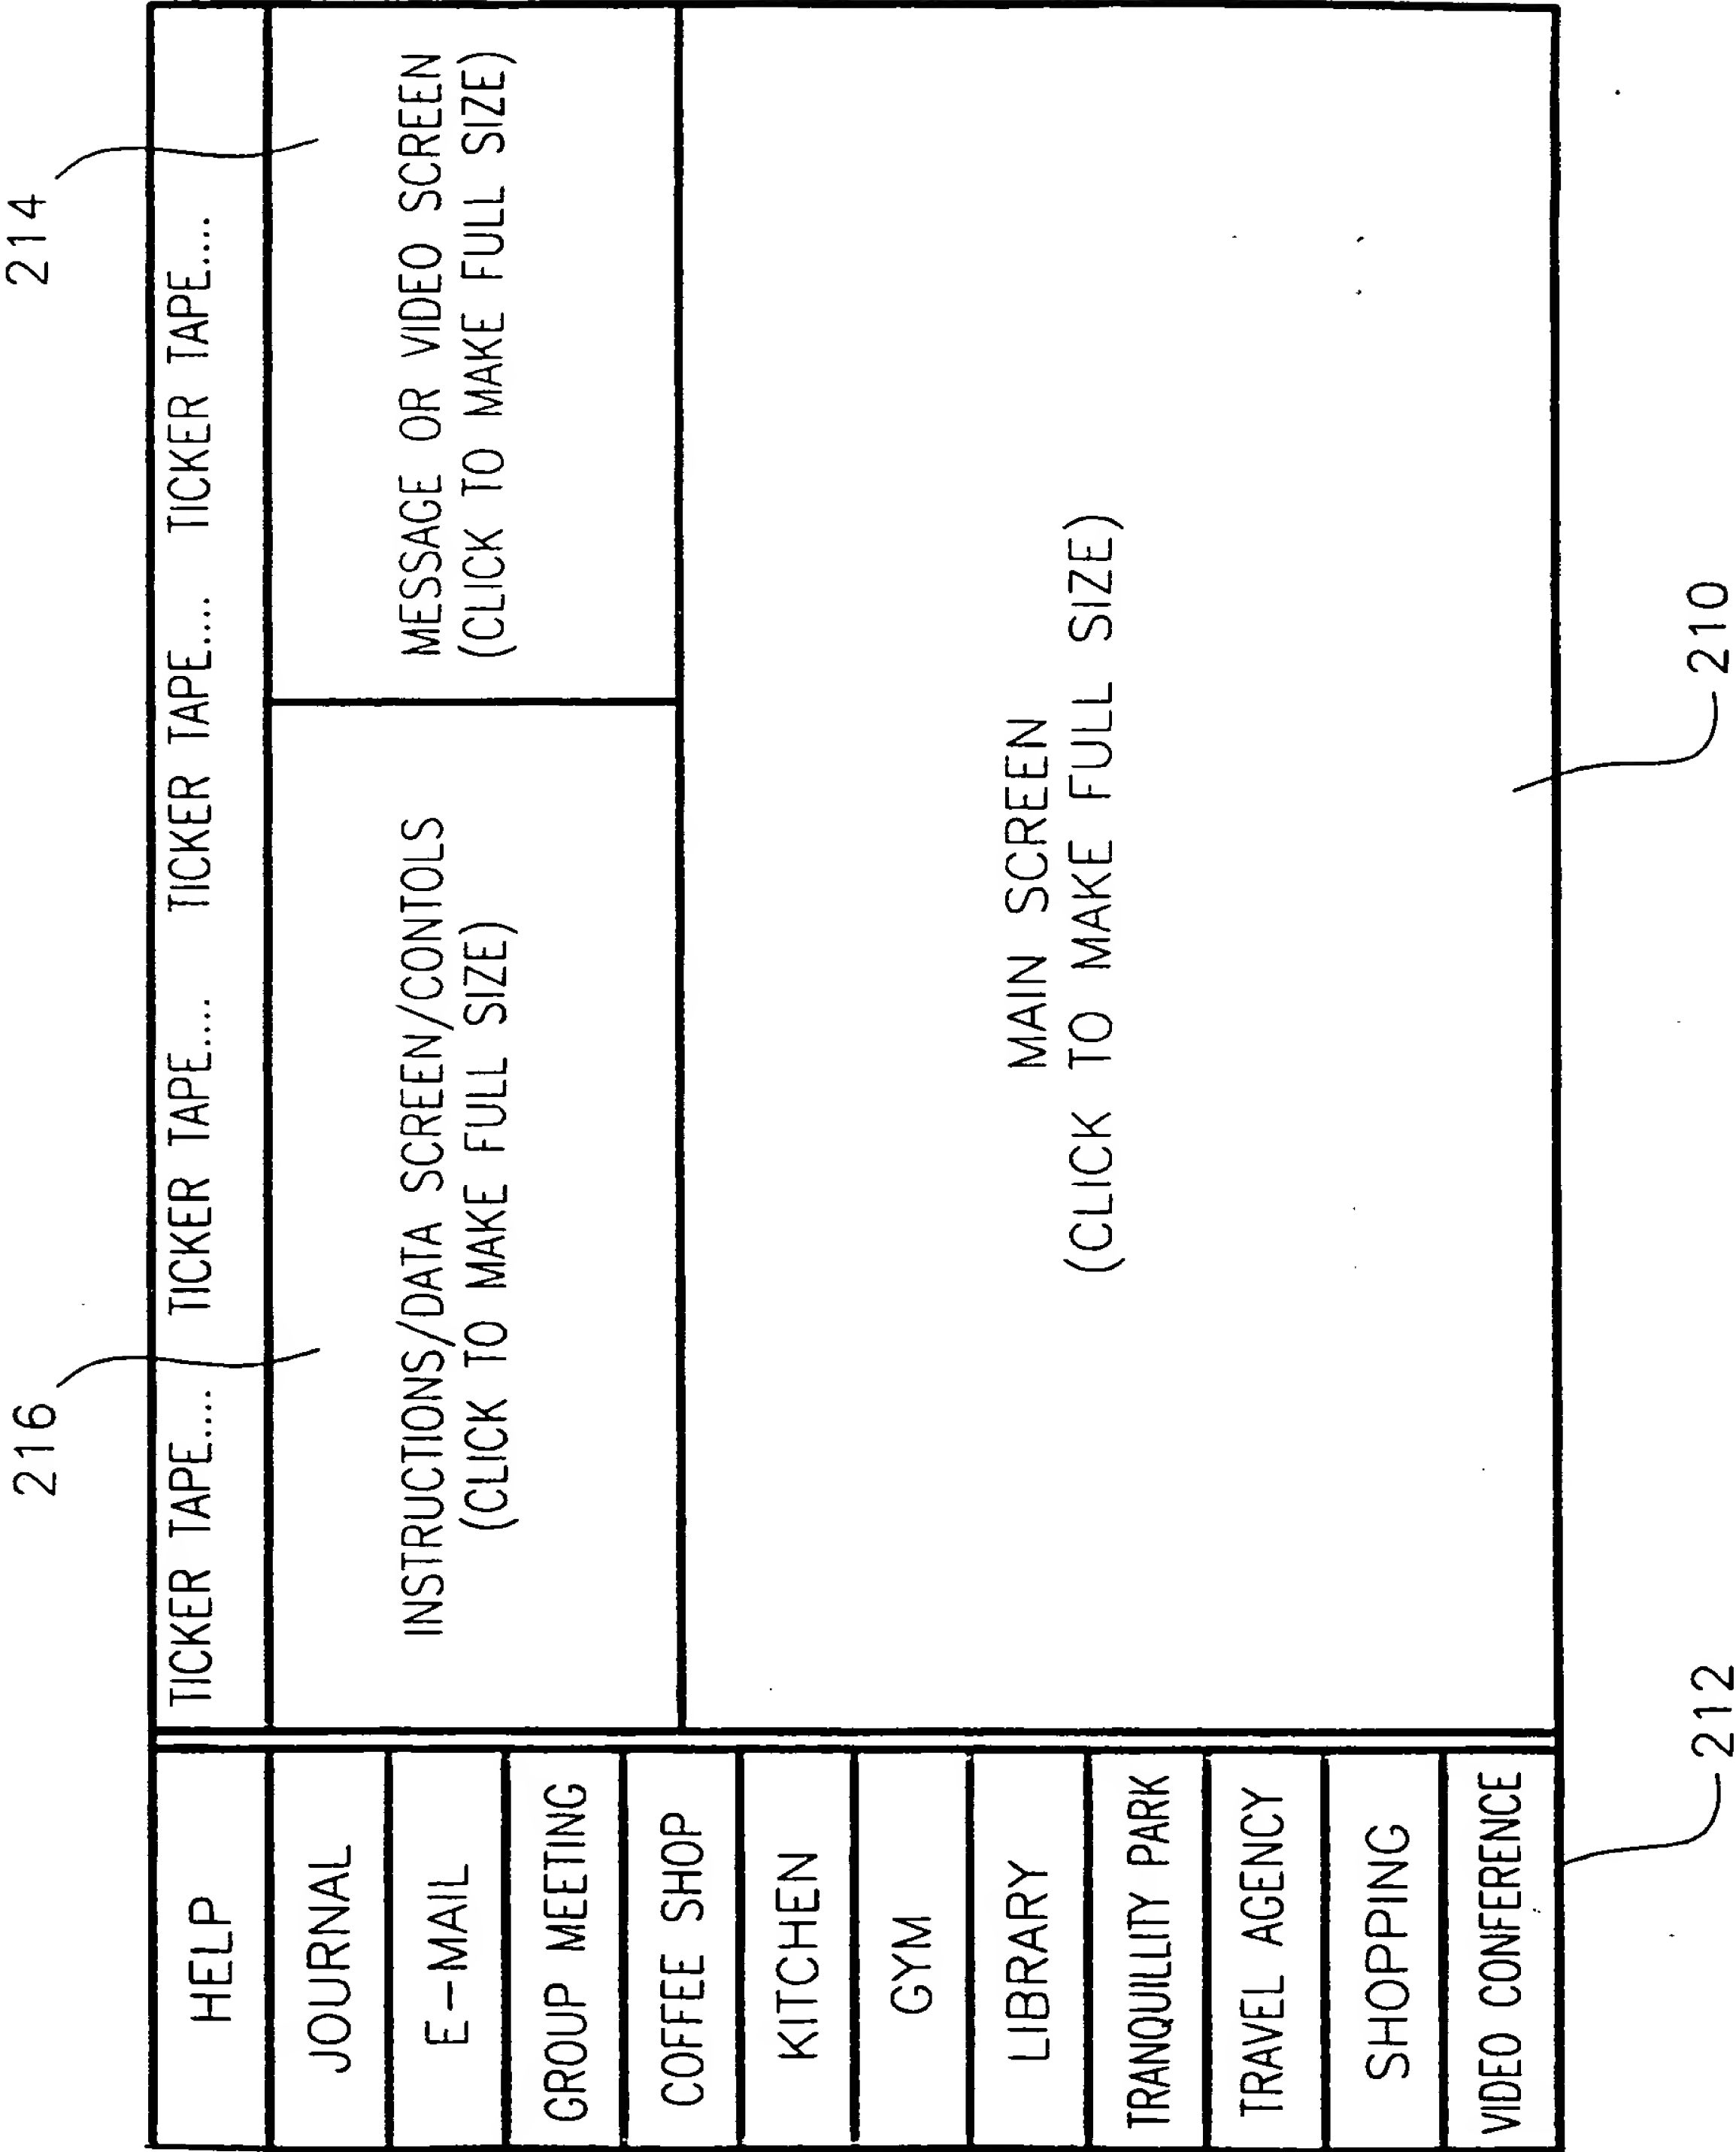 216
214
TICKER TAPE.... TICKER TAPE.... TICKER TAPE.... TICKER TAPE....
HELP
JOURNAL
E-MAIL
GROUP MEETING
COFFEE SHOP
KITCHEN
GYM
LIBRARY
TRANQUILLITY PARK
TRAVEL AGENCY
SHOPPING
VIDEO CONFERENCE
INSTRUCTIONS/DATA SCREEN/CONTOLS
(CLICK TO MAKE FULL SIZE)
MESSAGE OR VIDEO SCREEN
(CLICK TO MAKE FULL SIZE)
MAIN SCREEN
(CLICK TO MAKE FULL SIZE)
212
210